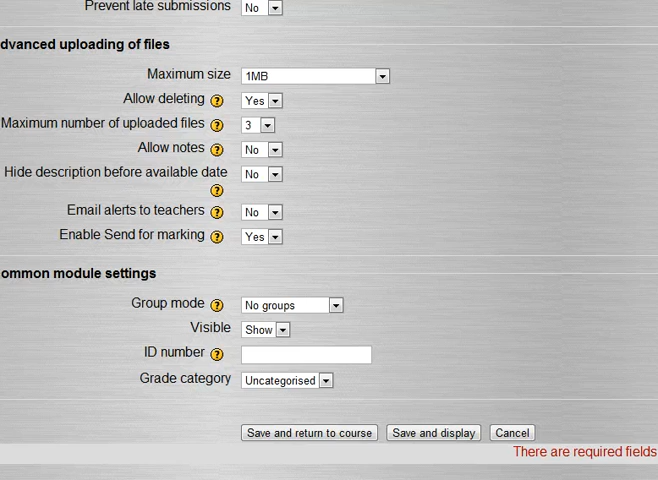 Prevent late submissions No
dvanced uploading of files
Maximum size 1MB
Allow deleting ? Yes
Maximum number of uploaded files ? 3
Allow notes ? No
Hide description before available date No
?
Email alerts to teachers ? No
Enable Send for marking ? Yes
ommon module settings
Group mode ? No groups
Visible Show
ID number ?
Grade category Uncategorised
Save and return to course Save and display Cancel
There are required fields